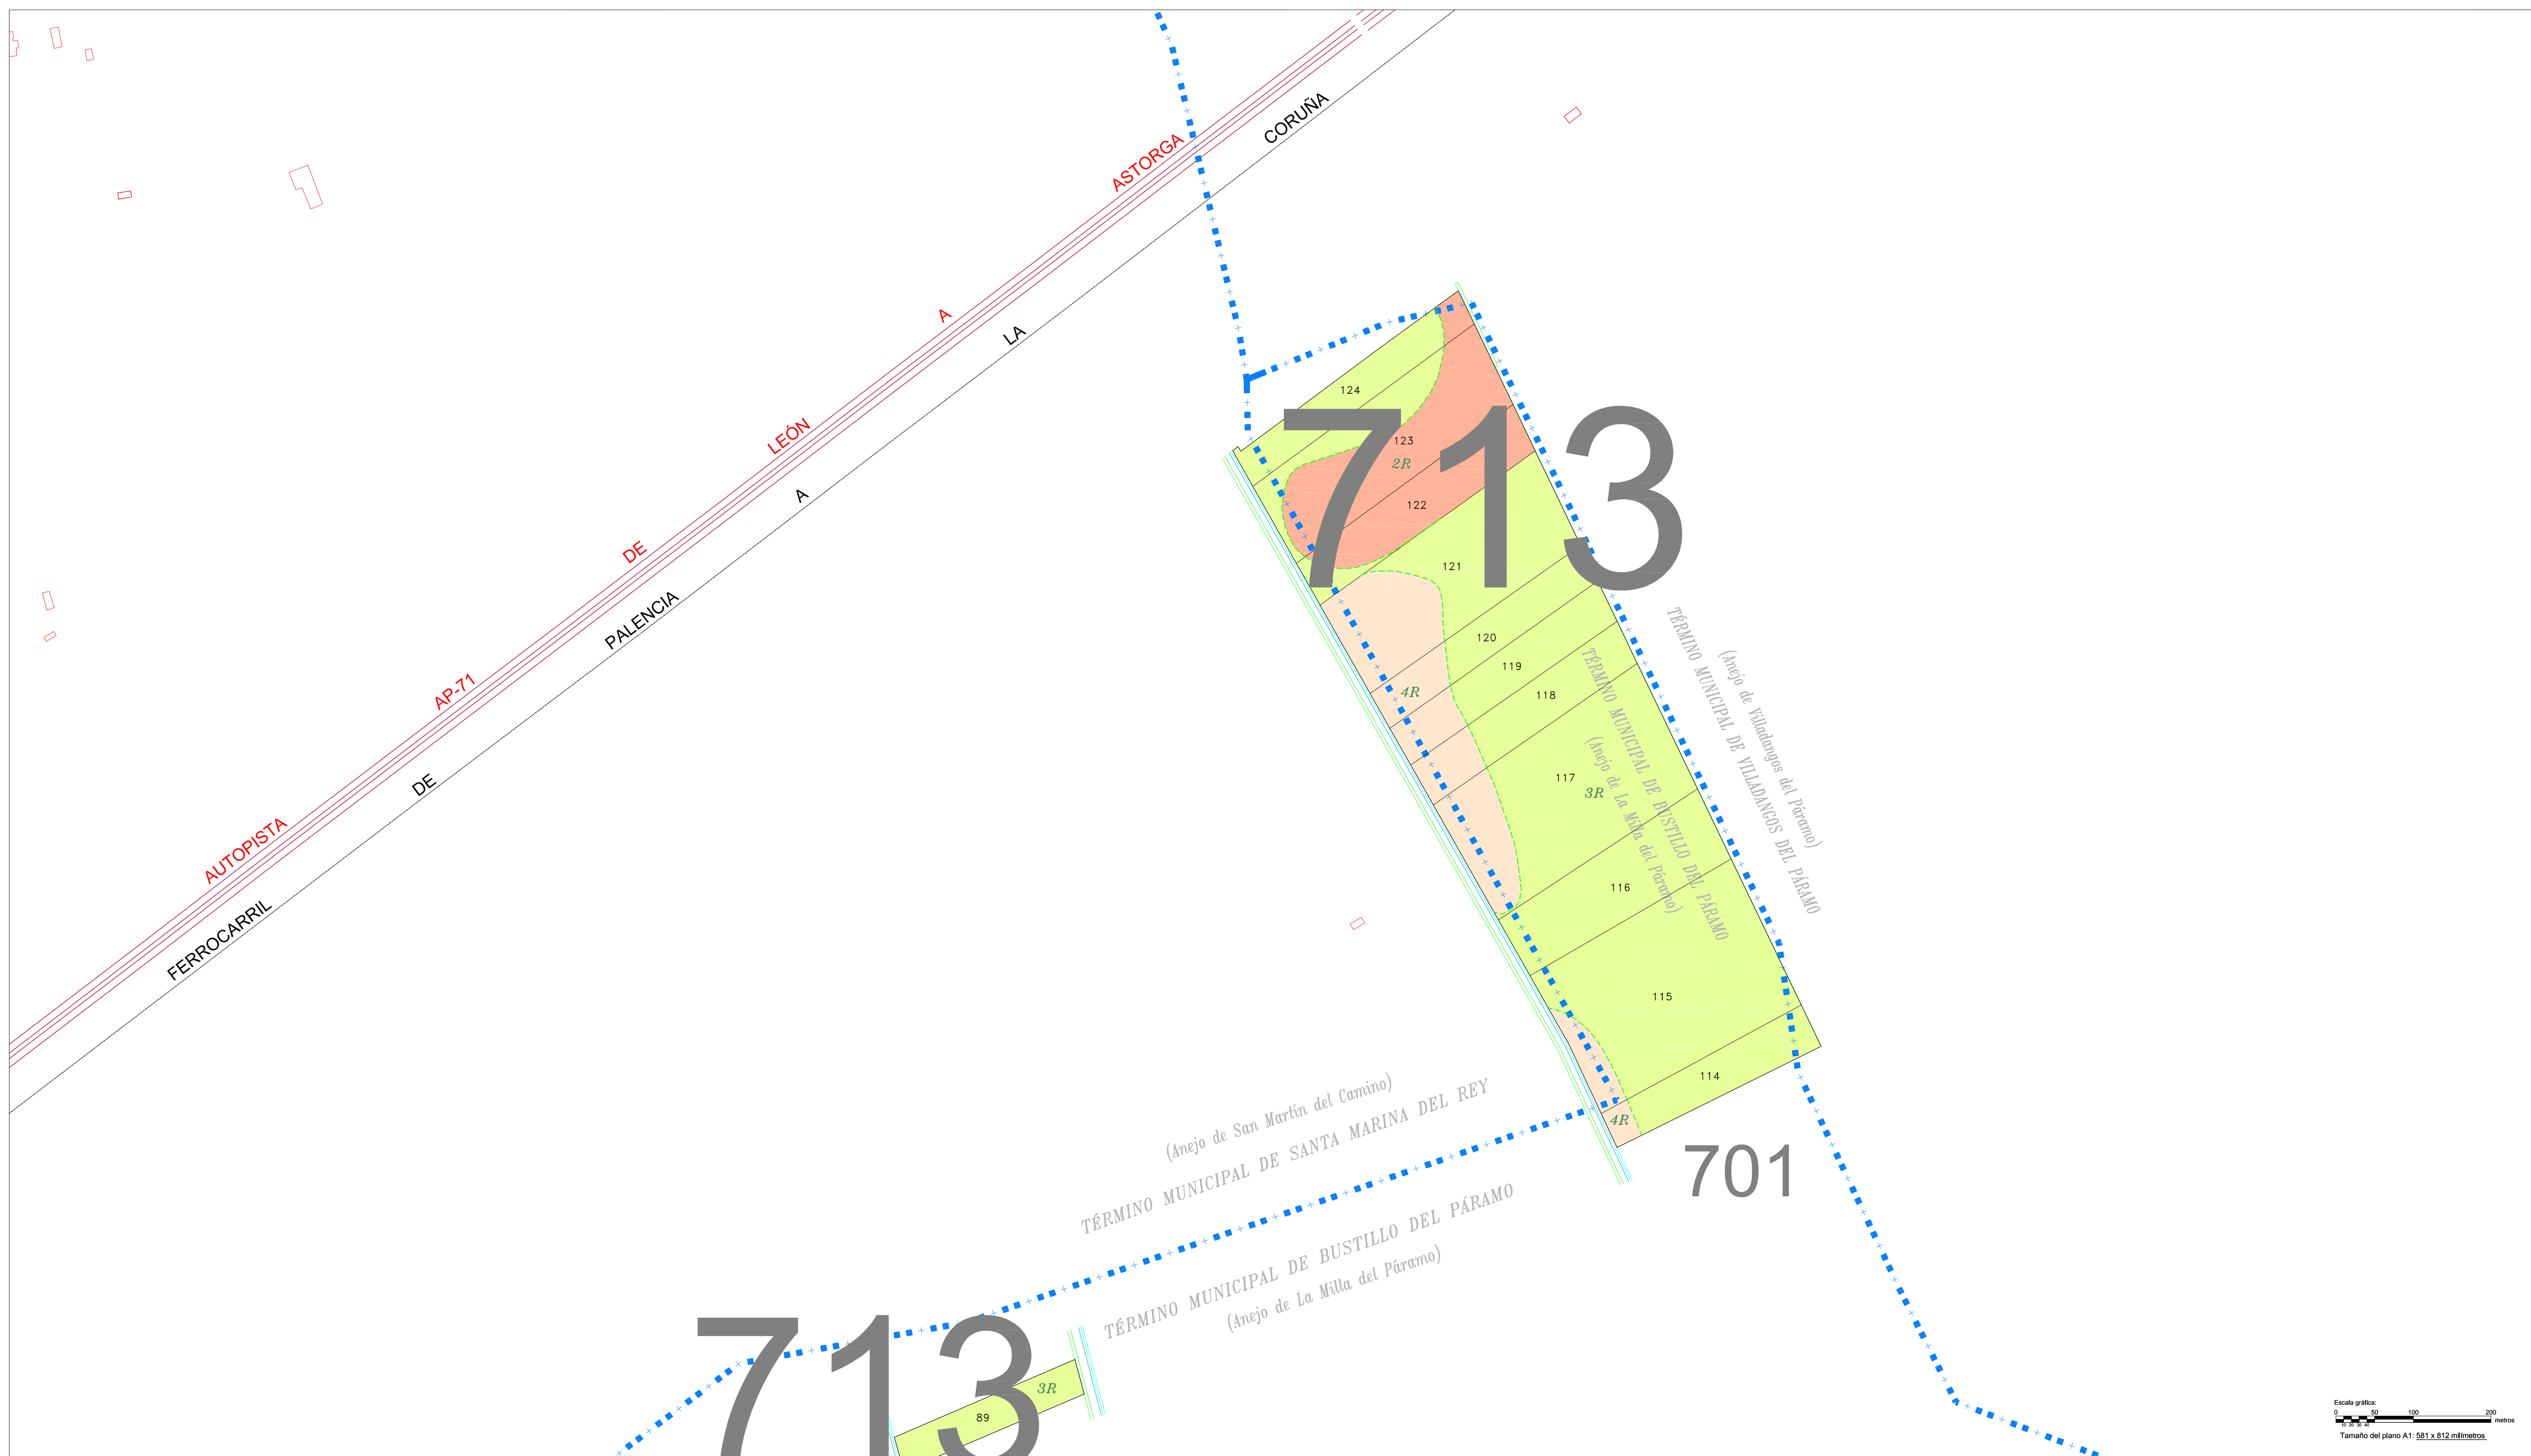 AUTOPISTA AP-71 DE LEÓN A ASTORGA
FERROCARRIL DE PALENCIA A LA CORUÑA
124
713
123
2R
122
121
120
119
4R
118
117
3R
116
115
114
4R
701
TÉRMINO MUNICIPAL DE BUSTILLO DEL PÁRAMO
(Anejo de La Milla del Páramo)
(Anejo de Villadangos del Páramo)
TÉRMINO MUNICIPAL DE VILLADANGOS DEL PÁRAMO
(Anejo de San Martín del Camino)
TÉRMINO MUNICIPAL DE SANTA MARINA DEL REY
TÉRMINO MUNICIPAL DE BUSTILLO DEL PÁRAMO
(Anejo de La Milla del Páramo)
713
3R
89
Escala gráfica:
0 50 100 200
10 20 30 40
metros
Tamaño del plano A1: 581 x 812 milímetros